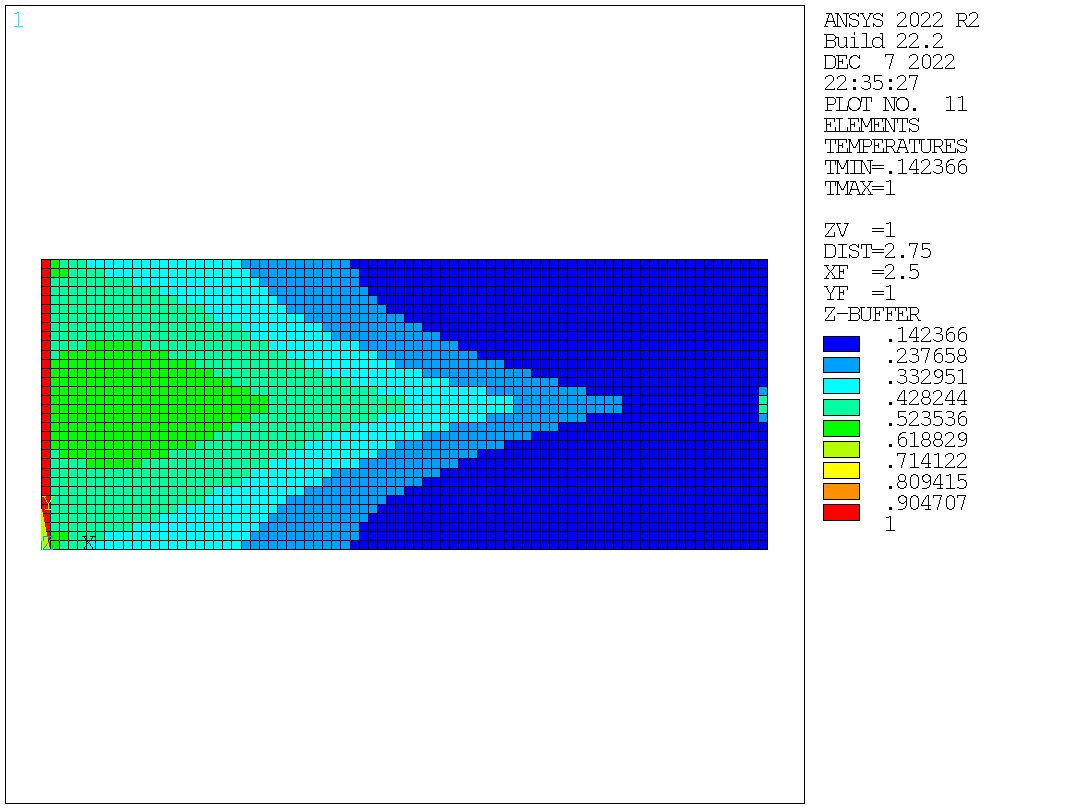 1
ANSYS 2022 R2
Build 22.2
DEC  7 2022
22:35:27
PLOT NO.  11
ELEMENTS
TEMPERATURES
TMIN=.142366
TMAX=1
ZV  =1
DIST=2.75
XF  =2.5
YF  =1
Z-BUFFER
.142366
.237658
.332951
.428244
.523536
.618829
.714122
.809415
.904707
1
Y
Z X